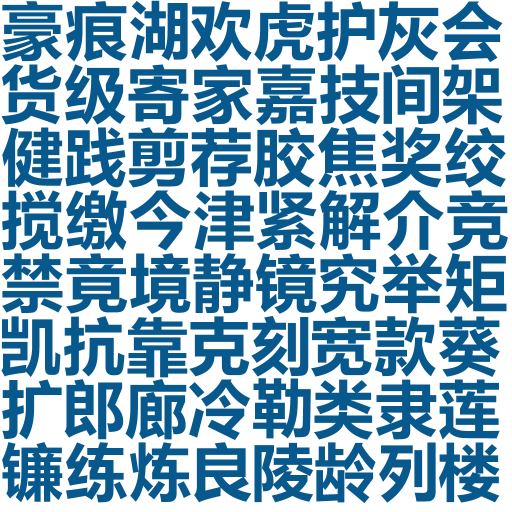 豪痕湖欢虎护灰会
货级寄家嘉技间架
健践剪荐胶焦奖绞
搅缴今津紧解介竞
禁竟境静镜究举矩
凯抗靠克刻宽款葵
扩郎廊冷勒类隶莲
镰练炼良陵龄列楼